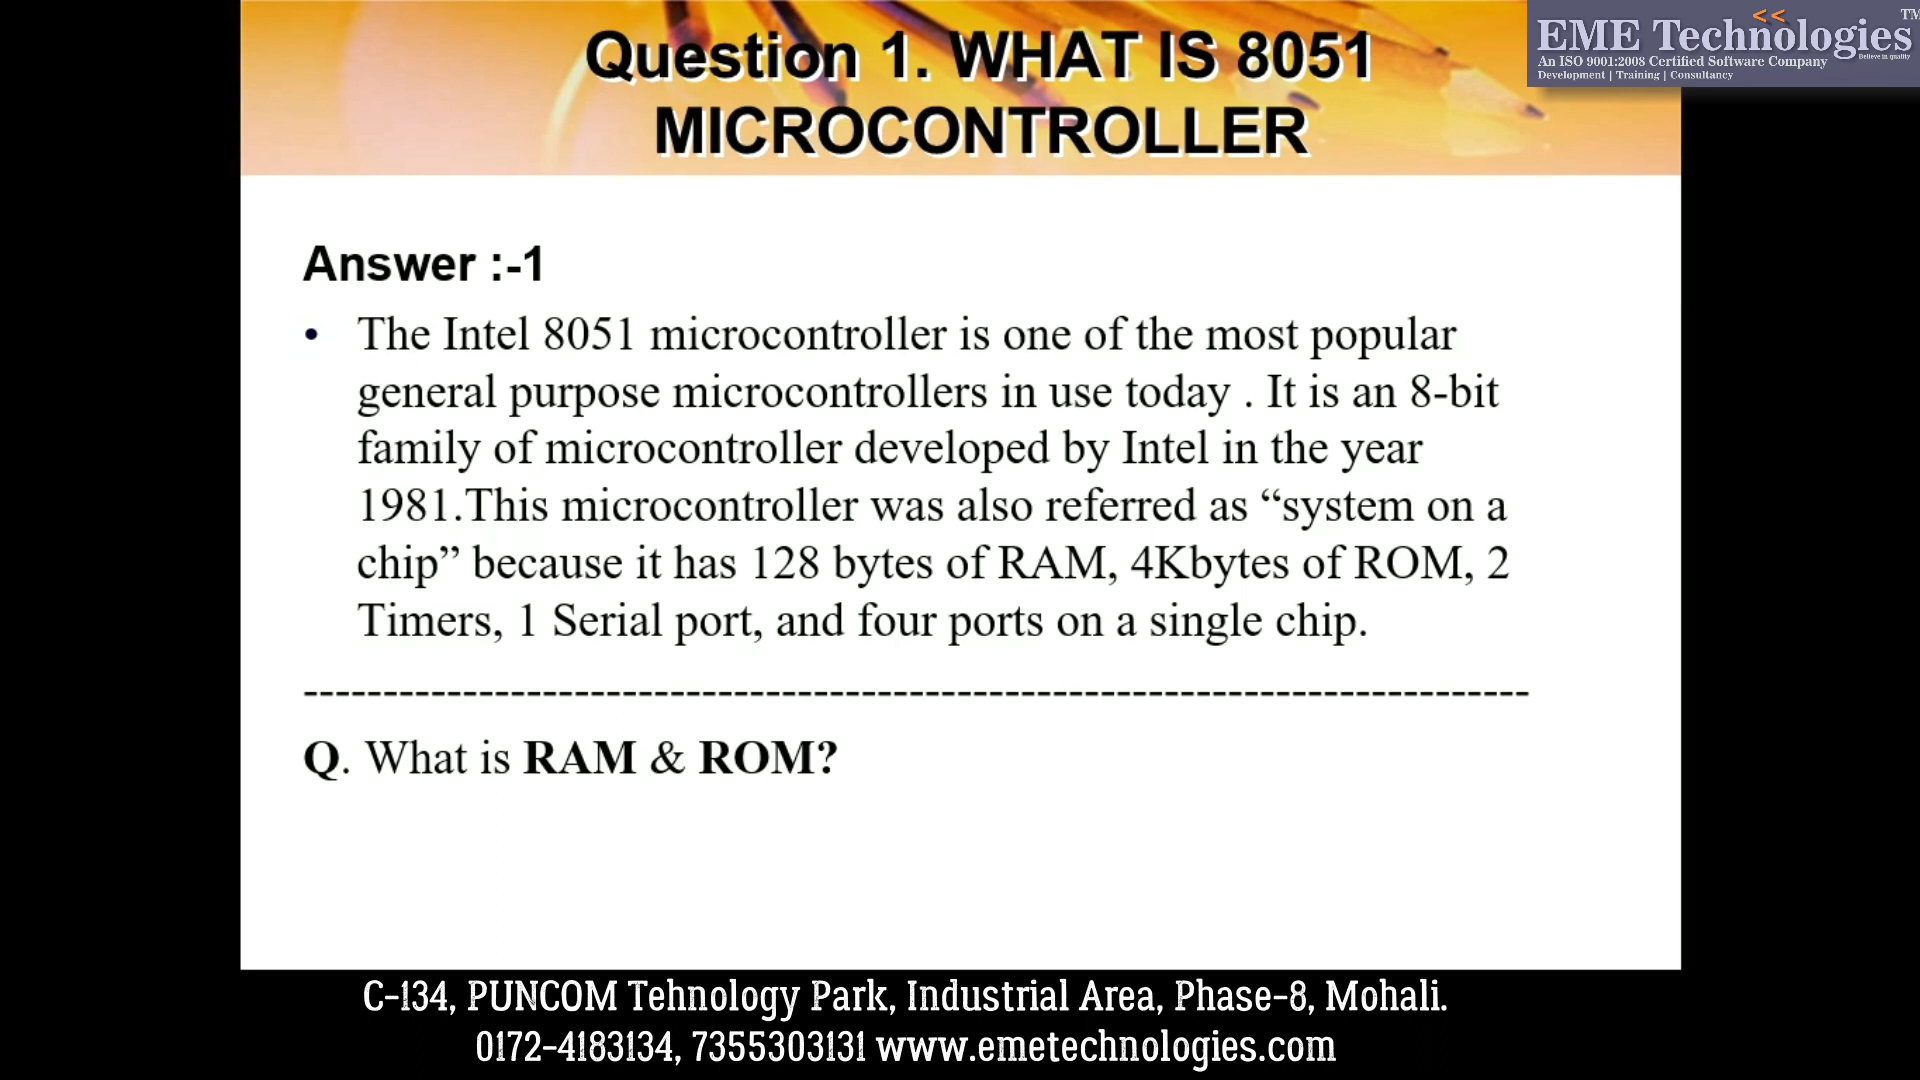 Question 1. WHAT IS 8051
MICROCONTROLLER
<<
TM
EME Technologies
Believe in quality
An ISO 9001:2008 Certified Software Company
Development | Training | Consultancy
Answer :-1
• The Intel 8051 microcontroller is one of the most popular
general purpose microcontrollers in use today . It is an 8-bit
family of microcontroller developed by Intel in the year
1981.This microcontroller was also referred as “system on a
chip” because it has 128 bytes of RAM, 4Kbytes of ROM, 2
Timers, 1 Serial port, and four ports on a single chip.
-------------------------------------------------------------------------------
Q. What is RAM & ROM?
C-134, PUNCOM Tehnology Park, Industrial Area, Phase-8, Mohali.
0172-4183134, 7355303131 www.emetechnologies.com